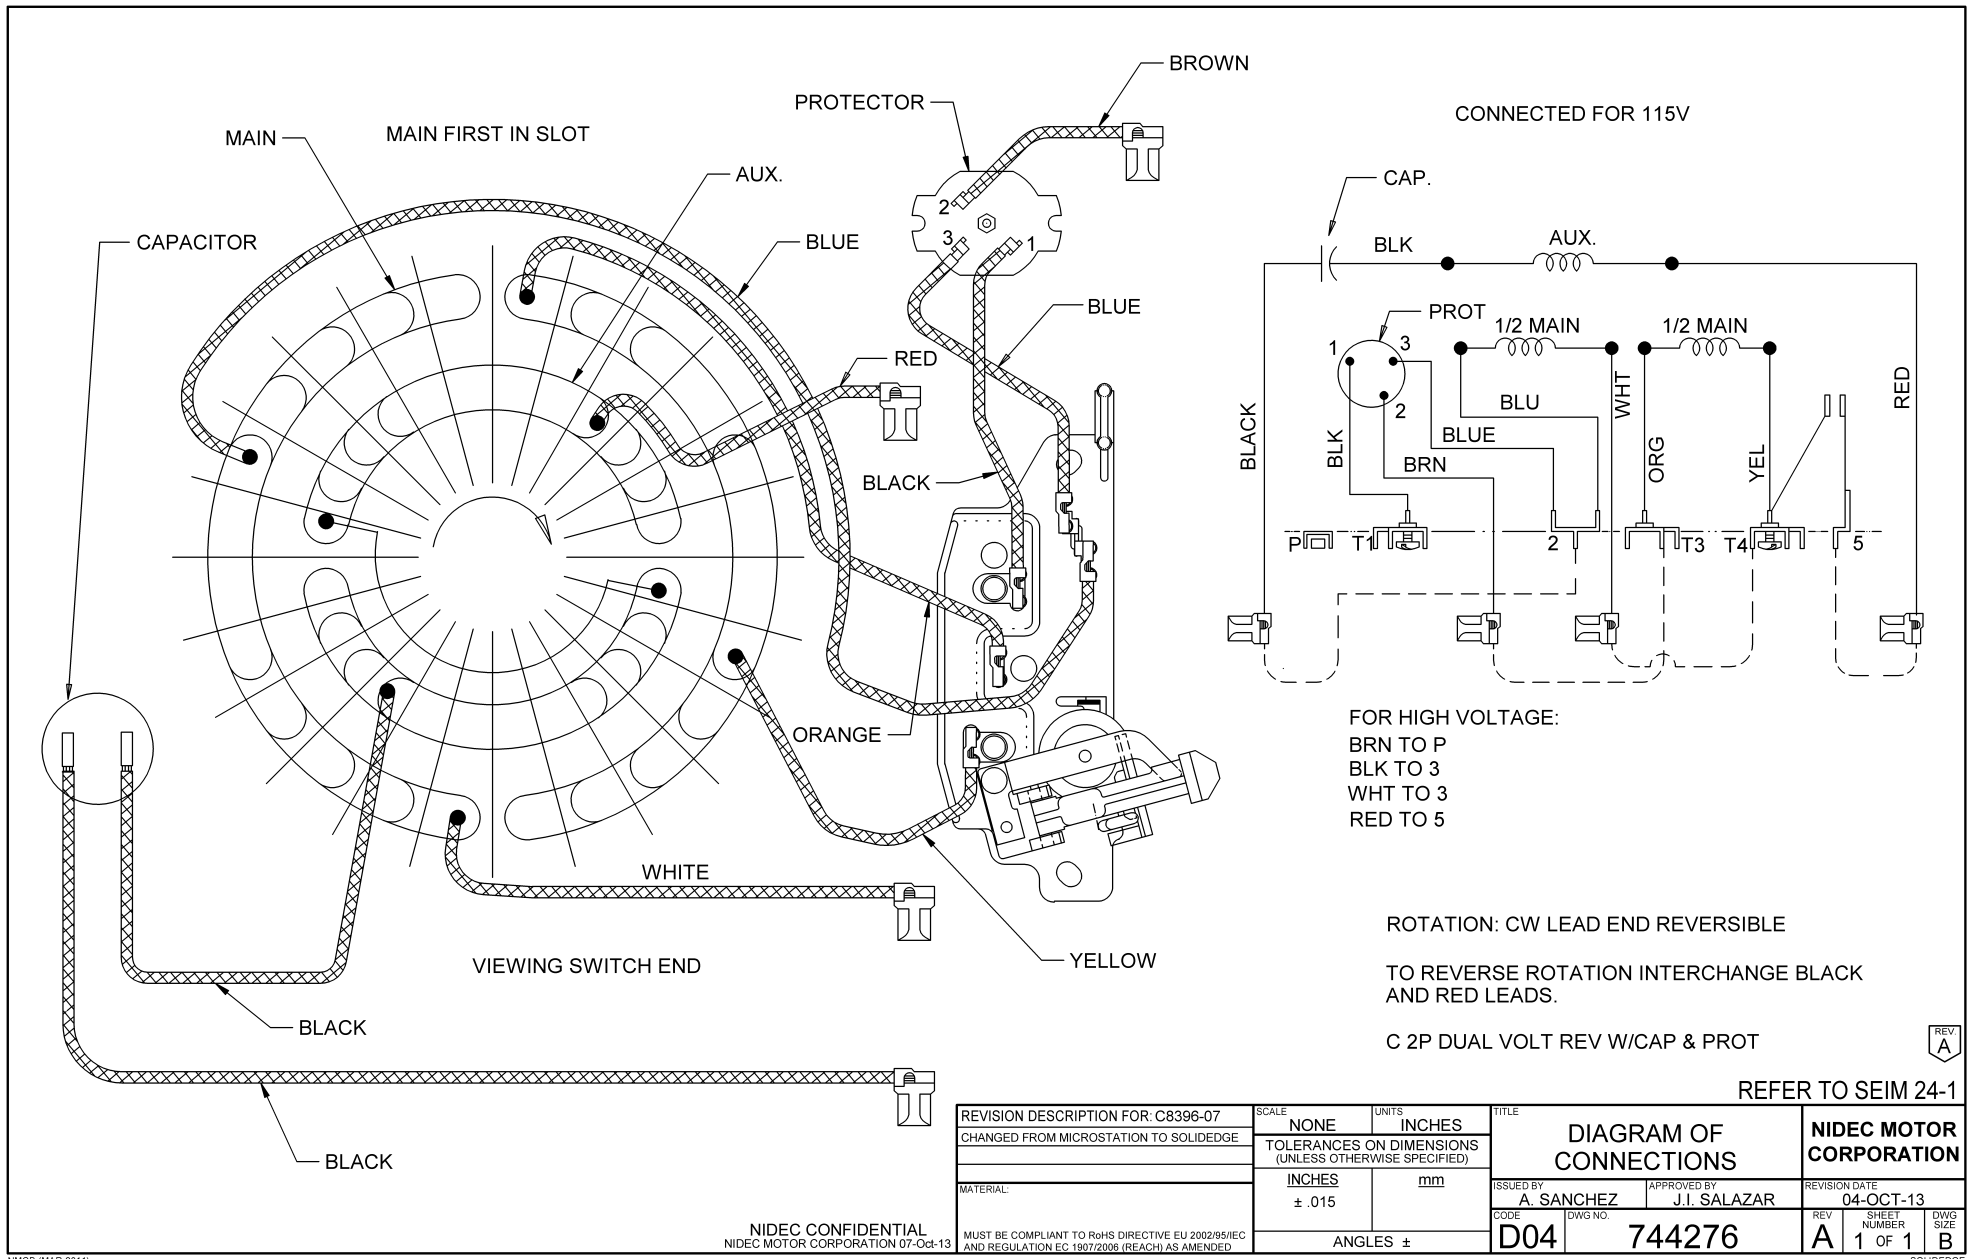 BROWN
PROTECTOR
CONNECTED FOR 115V
MAIN
MAIN FIRST IN SLOT
AUX.
CAP.
2
BLUE
CAPACITOR
3
1
BLK
AUX.
BLUE
PROT
1/2 MAIN
1/2 MAIN
1
3
RED
2
BLU
WHT
RED
BLACK
BLK
BLUE
BRN
ORG
YEL
BLACK
P
T1
2
T3
T4
5
FOR HIGH VOLTAGE:
BRN TO P
BLK TO 3
WHT TO 3
RED TO 5
ORANGE
WHITE
ROTATION: CW LEAD END REVERSIBLE
VIEWING SWITCH END
YELLOW
TO REVERSE ROTATION INTERCHANGE BLACK
AND RED LEADS.
BLACK
C 2P DUAL VOLT REV W/CAP & PROT
REV.
A
REFER TO SEIM 24-1
BLACK
REVISION DESCRIPTION FOR: C8396-07
CHANGED FROM MICROSTATION TO SOLIDEDGE
MATERIAL:
MUST BE COMPLIANT TO RoHS DIRECTIVE EU 2002/95/IEC
AND REGULATION EC 1907/2006 (REACH) AS AMENDED
SCALE
NONE
UNITS
INCHES
TOLERANCES ON DIMENSIONS
(UNLESS OTHERWISE SPECIFIED)
INCHES
± .015
mm
ANGLES ±
TITLE
DIAGRAM OF
CONNECTIONS
NIDEC MOTOR
CORPORATION
ISSUED BY
A. SANCHEZ
APPROVED BY
J.I. SALAZAR
REVISION DATE
04-OCT-13
CODE
D04
DWG NO.
744276
REV
A
SHEET
NUMBER
1 OF 1
DWG
SIZE
B
NIDEC CONFIDENTIAL
NIDEC MOTOR CORPORATION 07-Oct-13